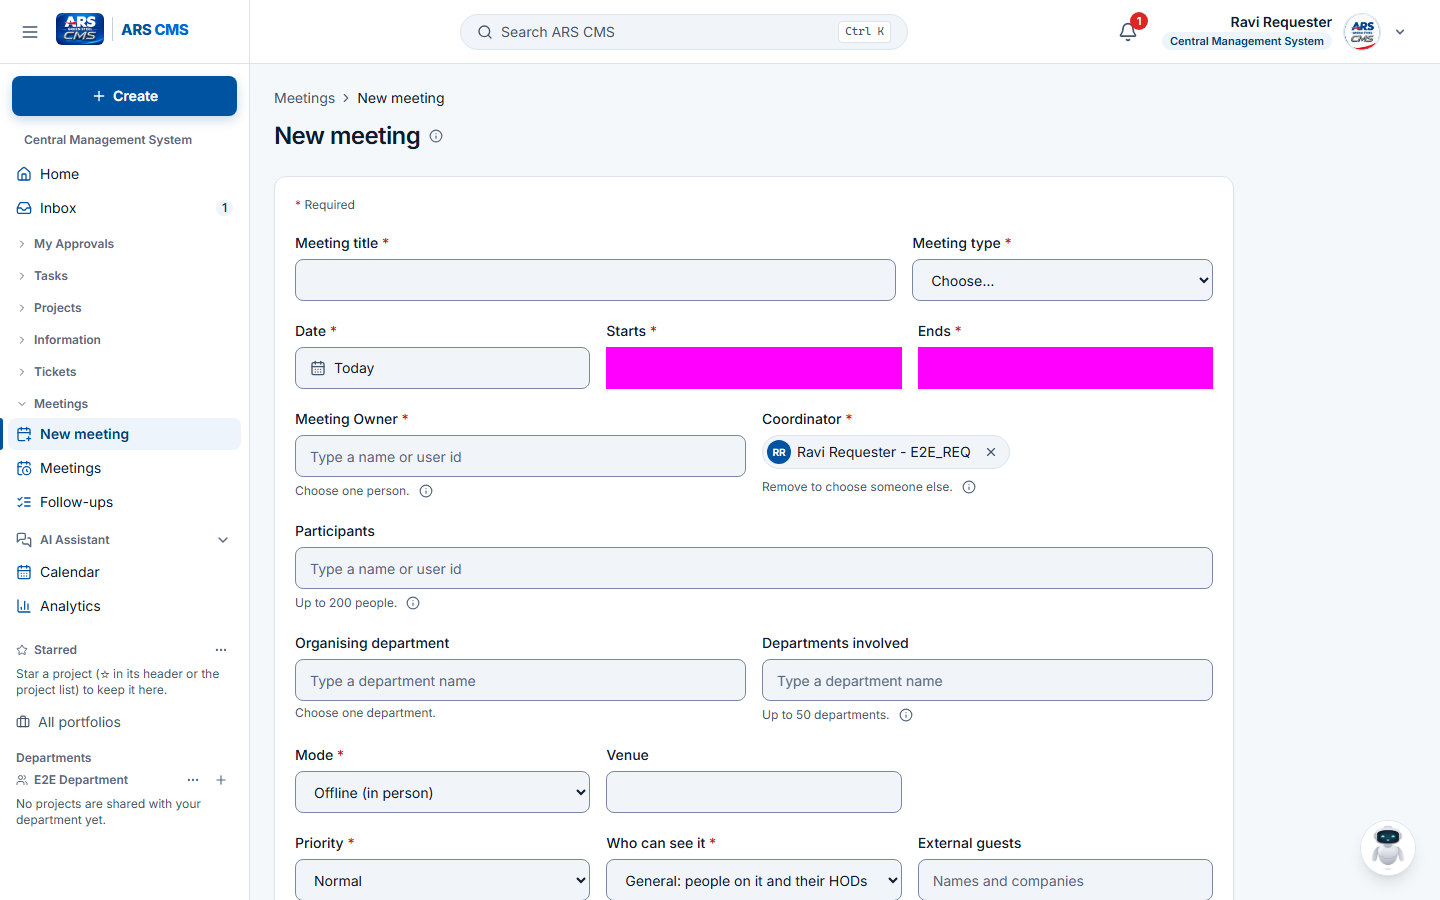 ARS
CMS
ARS CMS
Search ARS CMS
Ctrl K
1
Ravi Requester
Central Management System
ARS
CMS
Create
Central Management System
Home
Inbox
1
My Approvals
Tasks
Projects
Information
Tickets
Meetings
New meeting
Meetings
Follow-ups
AI Assistant
Calendar
Analytics
Starred
Star a project (☆ in its header or the
project list) to keep it here.
All portfolios
Departments
E2E Department
No projects are shared with your
department yet.
Meetings > New meeting
New meeting
* Required
Meeting title *
Meeting type *
Choose...
Date *
Starts *
Ends *
Today
Meeting Owner *
Coordinator *
Type a name or user id
RR Ravi Requester - E2E_REQ
Choose one person.
Remove to choose someone else.
Participants
Type a name or user id
Up to 200 people.
Organising department
Departments involved
Type a department name
Type a department name
Choose one department.
Up to 50 departments.
Mode *
Venue
Offline (in person)
Priority *
Who can see it *
External guests
Normal
General: people on it and their HODs
Names and companies